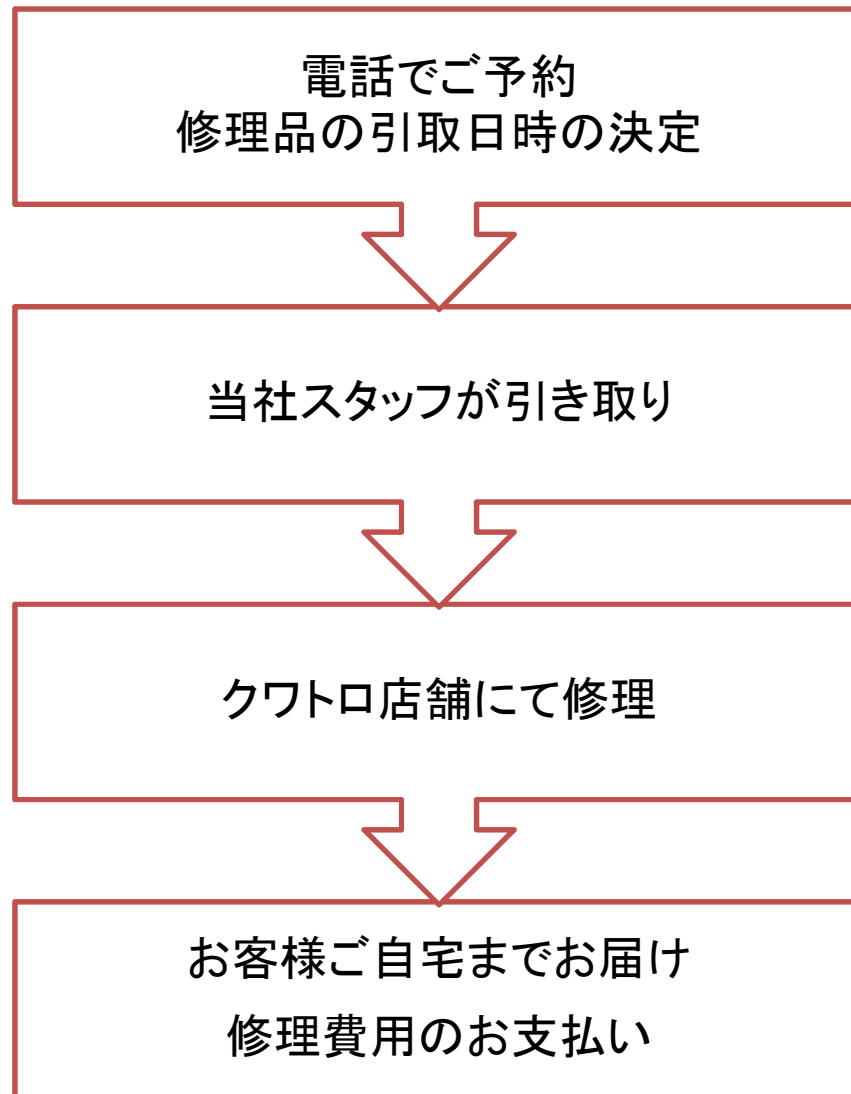 電話でご予約
修理品の引取日時の決定
当社スタッフが引き取り
クワトロ店舗にて修理
お客様ご自宅までお届け
修理費用のお支払い